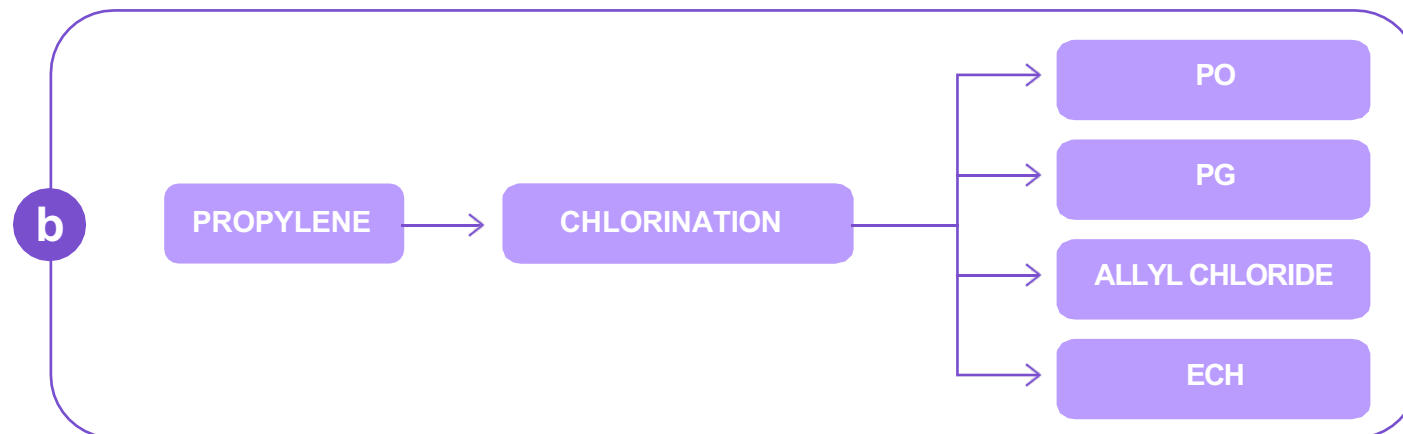 b
PROPYLENE
CHLORINATION
PO
PG
ALLYL CHLORIDE
ECH